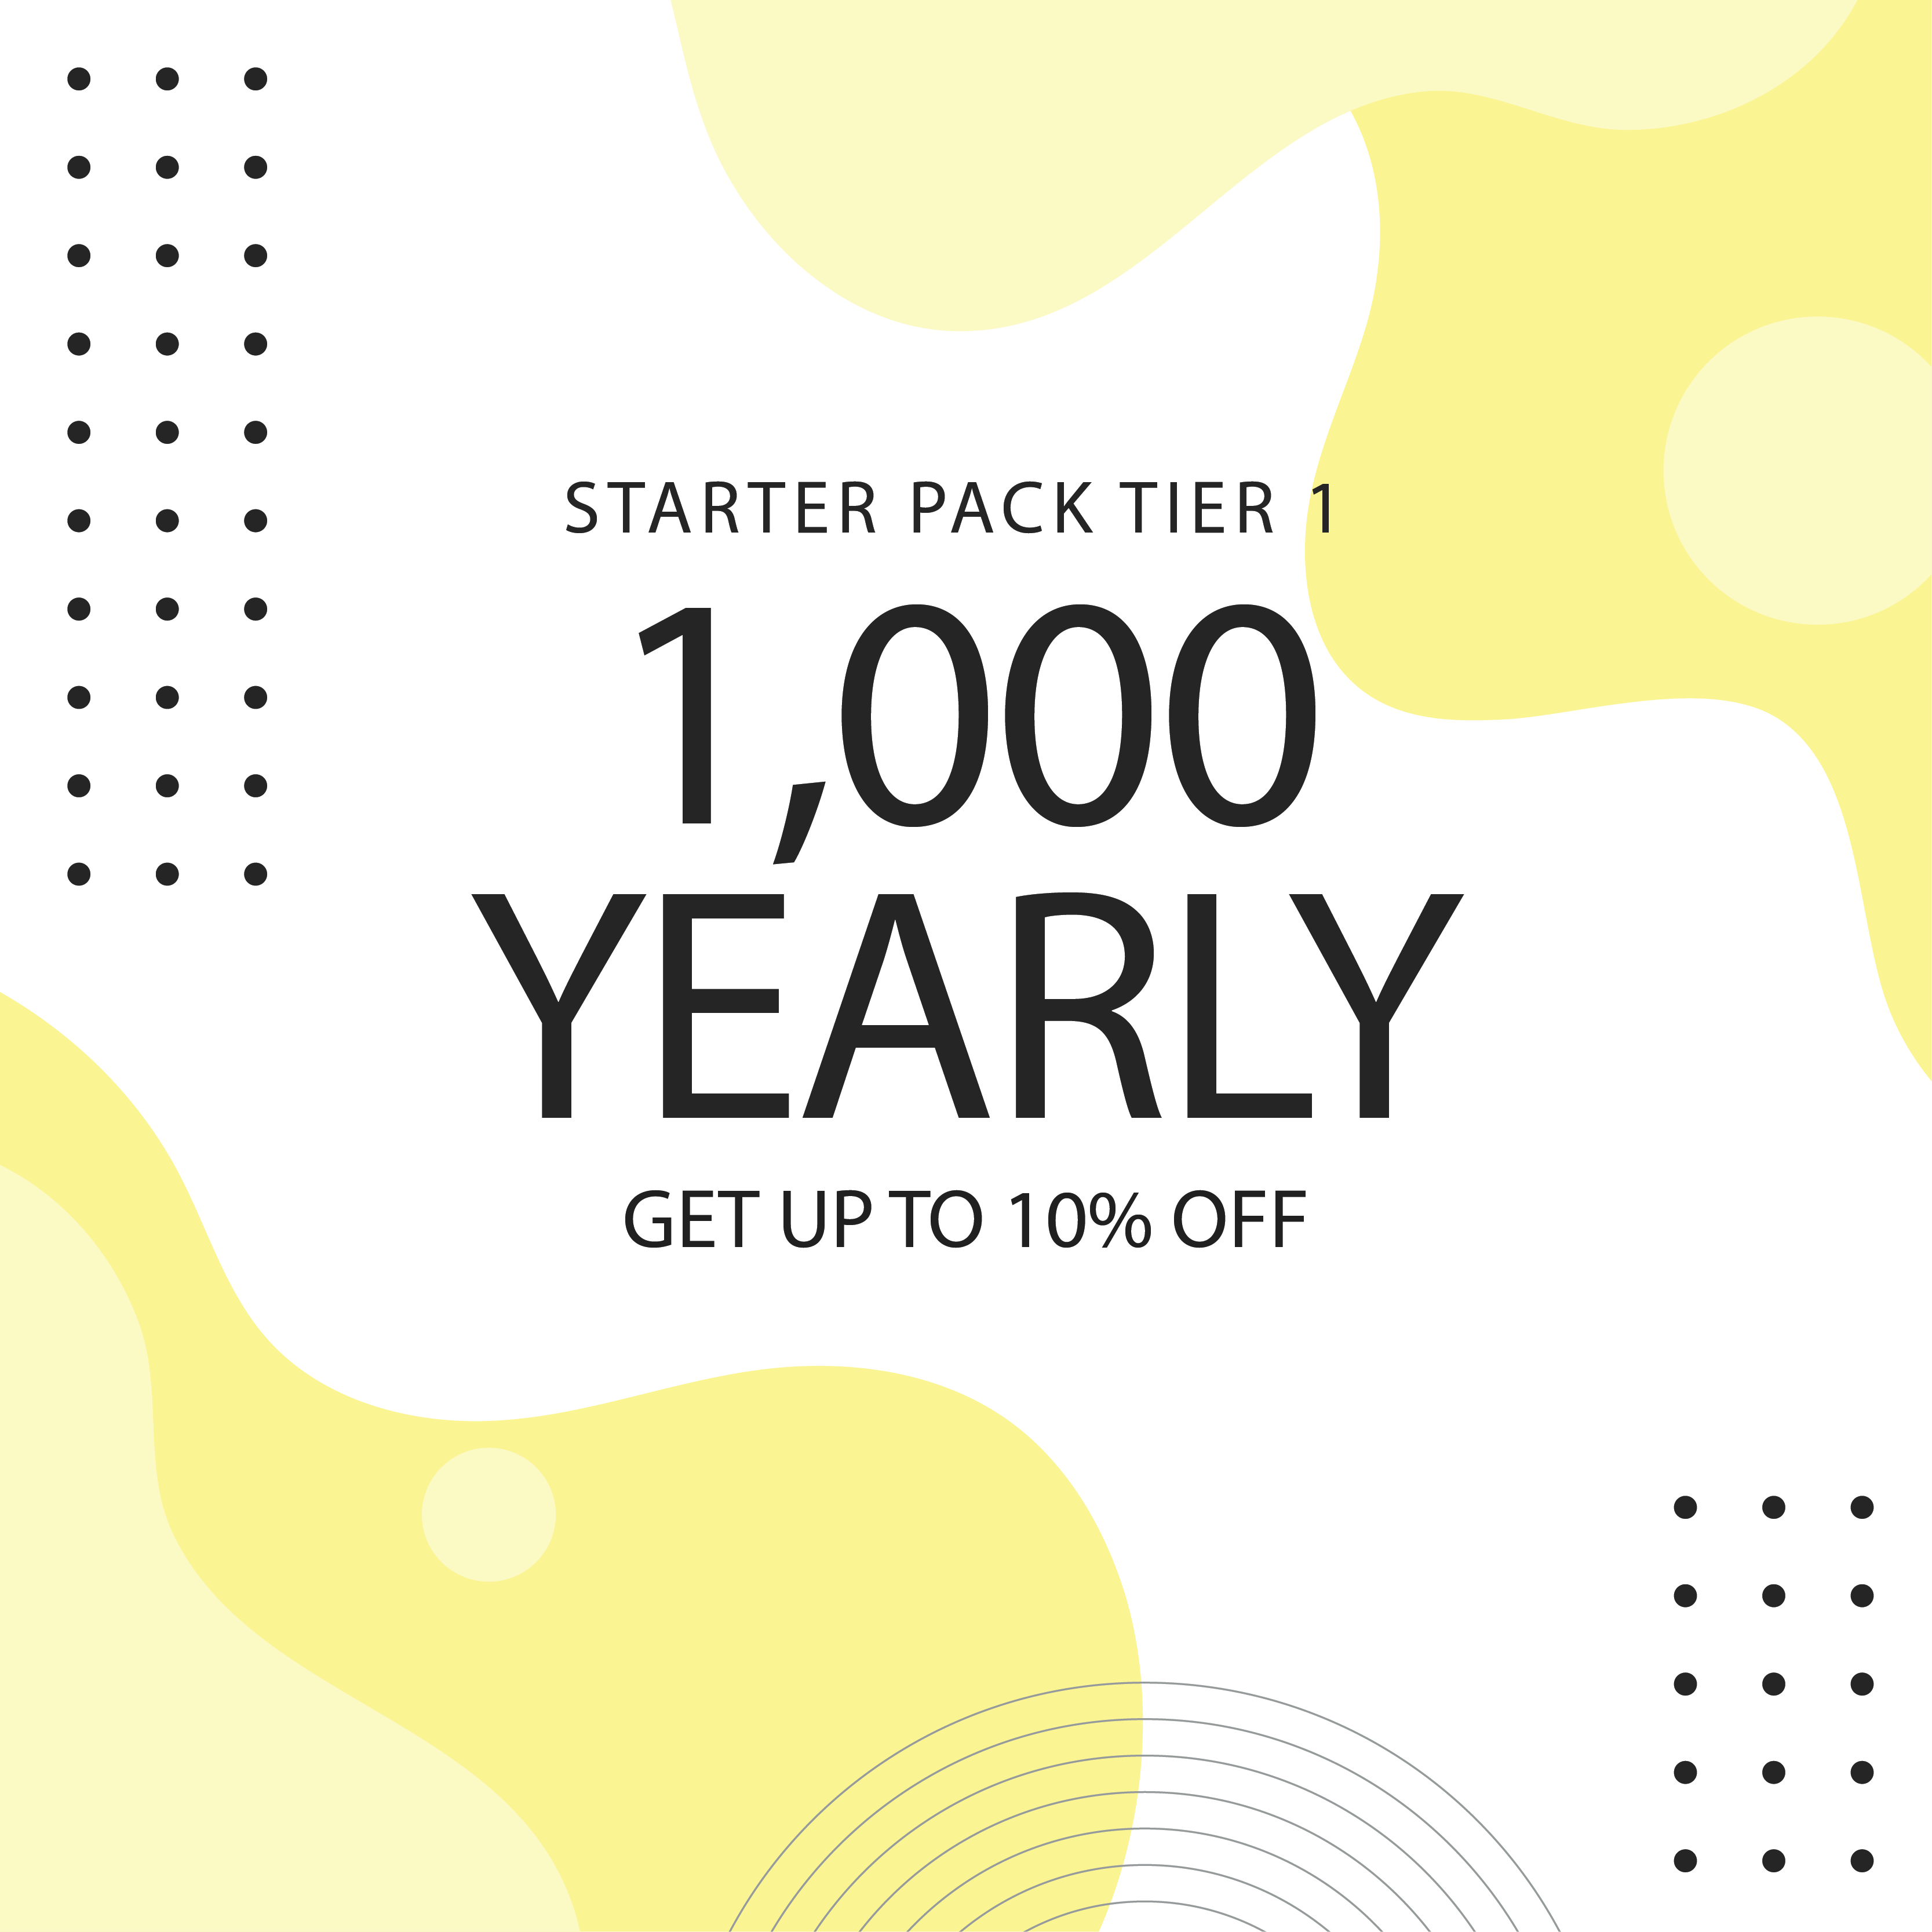 STARTER PACK TIER 1
1,000
YEARLY
GET UP TO 10% OFF